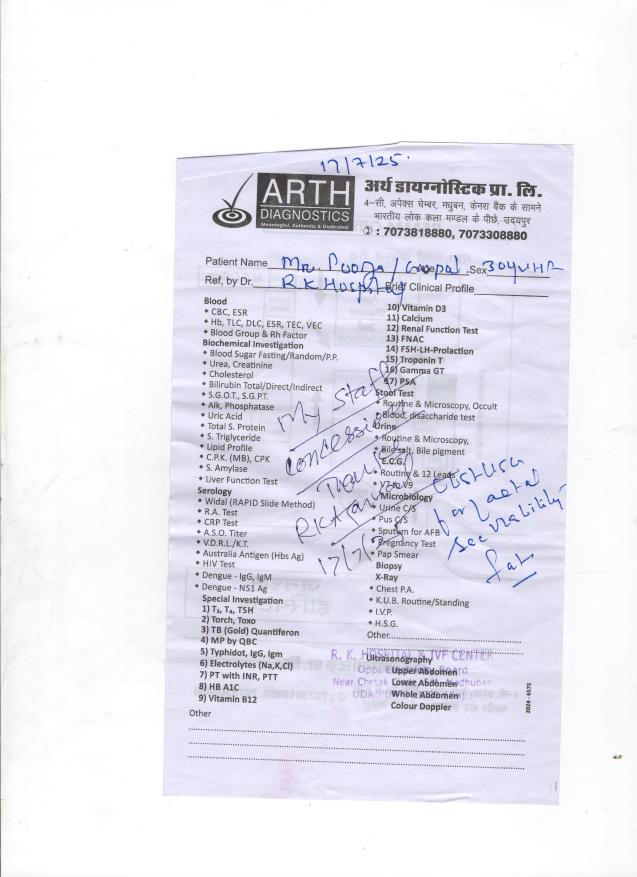 17/7/25.
ARTH
DIAGNOSTICS
Meaningful, Authentic & Dedicated.
अर्थ डायग्नोस्टिक प्रा. लि.
4-सी, अपेक्स चेम्बर, मधुबन, केनरा बैंक के सामने
भारतीय लोक कला मण्डल के पीछे, उदयपुर
: 7073818880, 7073308880
Patient Name Pooja / Gopal Sex 30
Ref. by Dr. R K Hospital Brief Clinical Profile
Blood
• CBC, ESR
• Hb, TLC, DLC, ESR, TEC, VEC
• Blood Group & Rh Factor
Biochemical Investigation
• Blood Sugar Fasting/Random/P.P.
• Urea, Creatinine
• Cholesterol
• Bilirubin Total/Direct/Indirect
• S.G.O.T., S.G.P.T.
• Alk, Phosphatase
• Uric Acid
• Total S. Protein
• S. Triglyceride
• Lipid Profile
• C.P.K. (MB), CPK
• S. Amylase
• Liver Function Test
Serology
• Widal (RAPID Slide Method)
• R.A. Test
• CRP Test
• A.S.O. Titer
• V.D.R.L./K.T.
• Australia Antigen (Hbs Ag)
• HIV Test
• Dengue - IgG, IgM
• Dengue - NS1 Ag
Special Investigation
1) T₃, T₄, TSH
2) Torch, Toxo
3) TB (Gold) Quantiferon
4) MP by QBC
5) Typhidot, IgG, Igm
6) Electrolytes (Na,K,Cl)
7) PT with INR, PTT
8) HB A1C
9) Vitamin B12
10) Vitamin D3
11) Calcium
12) Renal Function Test
13) FNAC
14) FSH-LH-Prolaction
15) Troponin T
16) Gamma GT
17) PSA
Stool Test
• Routine & Microscopy, Occult
• Blood, disaccharide test
Urine
• Routine & Microscopy,
• Bile salt, Bile pigment
E.C.G.
• Routine & 12 Leads
• V7 to V9
Microbiology
• Urine C/S
• Pus C/S
• Sputum for AFB
• Pregnancy Test
• Pap Smear
Biopsy
X-Ray
• Chest P.A.
• K.U.B. Routine/Standing
• I.V.P.
• H.S.G.
Other
Ultrasonography
Upper Abdomen
Lower Abdomen
Whole Abdomen
Colour Doppler
My Staff
concession
17/7/25
for
see viability
R. K. HOSPITAL & IVF CENTER
Near Chetak Madhuban
2024 - 6575
Other